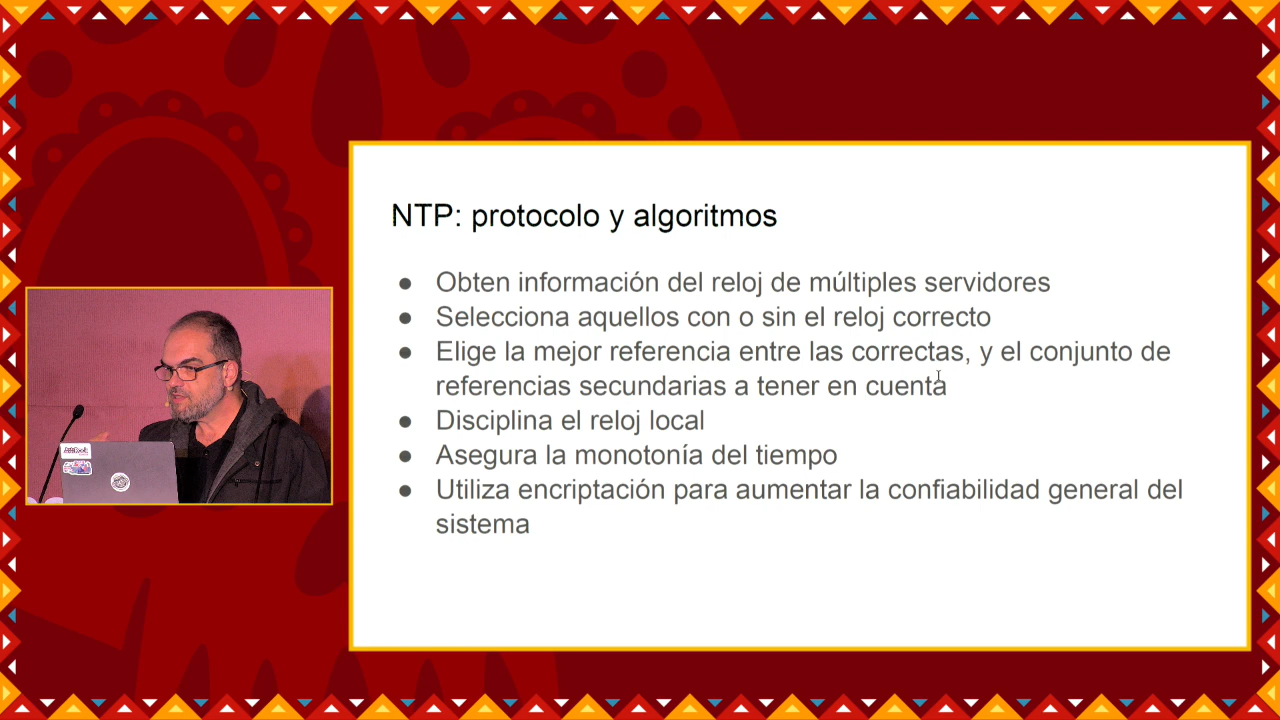 NTP: protocolo y algoritmos
● Obten información del reloj de múltiples servidores
● Selecciona aquellos con o sin el reloj correcto
● Elige la mejor referencia entre las correctas, y el conjunto de
referencias secundarias a tener en cuenta
● Disciplina el reloj local
● Asegura la monotonía del tiempo
● Utiliza encriptación para aumentar la confiabilidad general del
sistema